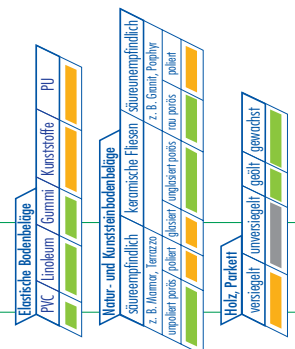 Elastische Bodenbeläge
PVC Linoleum Gummi Kunststoffe PU
Natur- und Kunststeinbodenbeläge
säureempfindlich keramische Fliesen säureunempfindlich
z. B. Marmor, Terrazzo z. B. Granit, Porphyr
unpoliert porös poliert glasiert unglasiert porös rau porös poliert
Holz, Parkett
versiegelt unversiegelt geölt gewachst